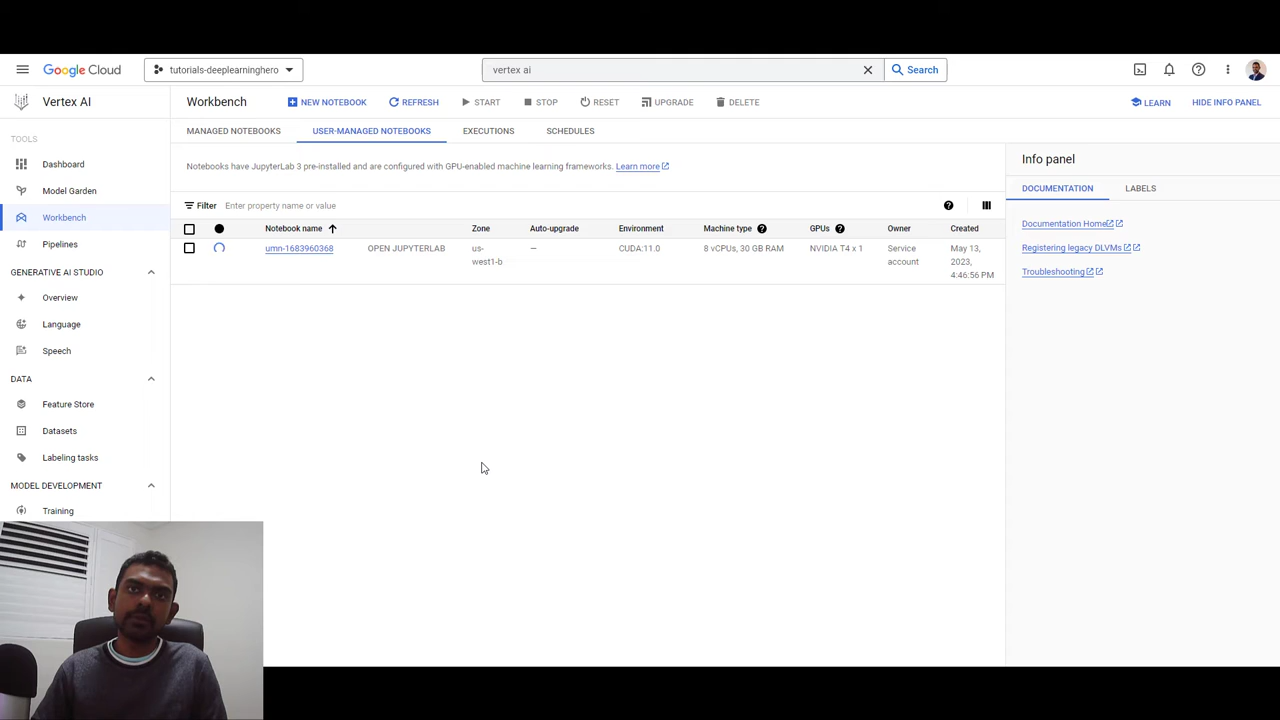 Google Cloud
tutorials-deeplearninghero
vertex ai
Search
Vertex AI
Workbench
NEW NOTEBOOK
REFRESH
START
STOP
RESET
UPGRADE
DELETE
LEARN
HIDE INFO PANEL
TOOLS
Dashboard
Model Garden
Workbench
Pipelines
GENERATIVE AI STUDIO
Overview
Language
Speech
DATA
Feature Store
Datasets
Labeling tasks
MODEL DEVELOPMENT
Training
MANAGED NOTEBOOKS
USER-MANAGED NOTEBOOKS
EXECUTIONS
SCHEDULES
Notebooks have JupyterLab 3 pre-installed and are configured with GPU-enabled machine learning frameworks. Learn more
Filter Enter property name or value
Notebook name Zone Auto-upgrade Environment Machine type GPUs Owner Created
umn-1683960368 OPEN JUPYTERLAB us- — CUDA:11.0 8 vCPUs, 30 GB RAM NVIDIA T4 x 1 Service May 13,
west1-b account 2023,
4:46:56 PM
Info panel
DOCUMENTATION
LABELS
Documentation Home
Registering legacy DLVMs
Troubleshooting